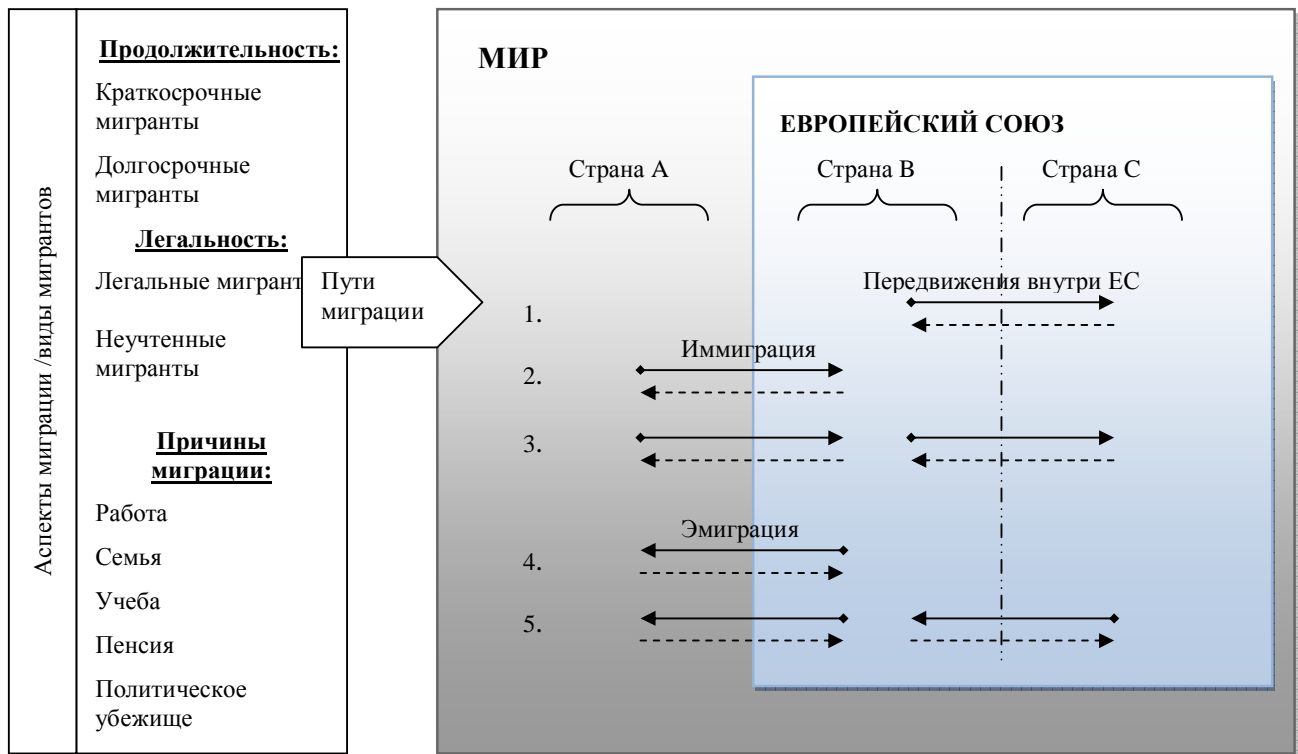 Аспекты миграции /виды мигрантов
Продолжительность:
Краткосрочные
мигранты
Долгосрочные
мигранты
Легальность:
Легальные мигрант
Неучтенные
мигранты
Причины
миграции:
Работа
Семья
Учеба
Пенсия
Политическое
убежище
Пути
миграции
МИР
ЕВРОПЕЙСКИЙ СОЮЗ
Страна А
Страна В
Страна С
Передвижения внутри ЕС
1.
Иммиграция
2.
3.
Эмиграция
4.
5.